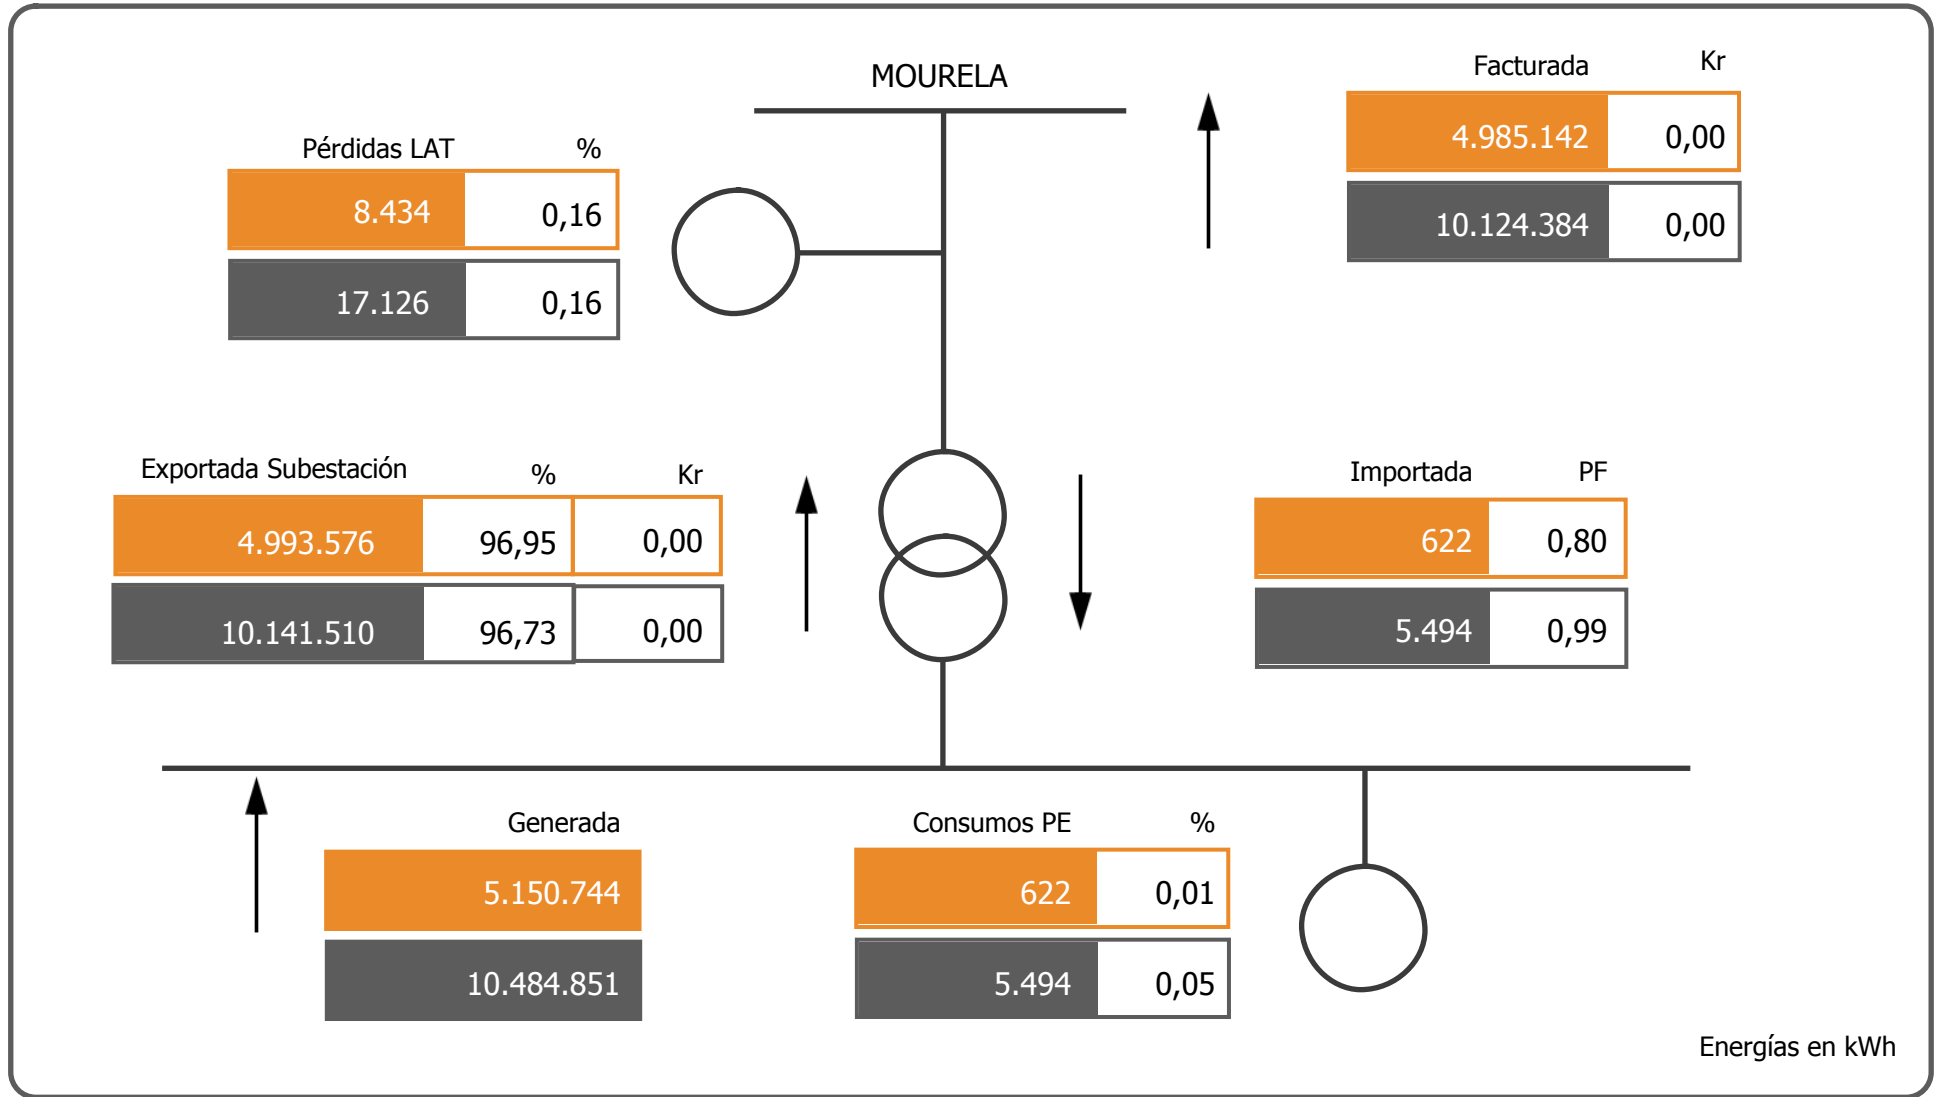 MOURELA
Facturada Kr
4.985.142 0,00
10.124.384 0,00
Pérdidas LAT %
8.434 0,16
17.126 0,16
Exportada Subestación % Kr
4.993.576 96,95 0,00
10.141.510 96,73 0,00
Importada PF
622 0,80
5.494 0,99
Generada
5.150.744
10.484.851
Consumos PE %
622 0,01
5.494 0,05
Energías en kWh